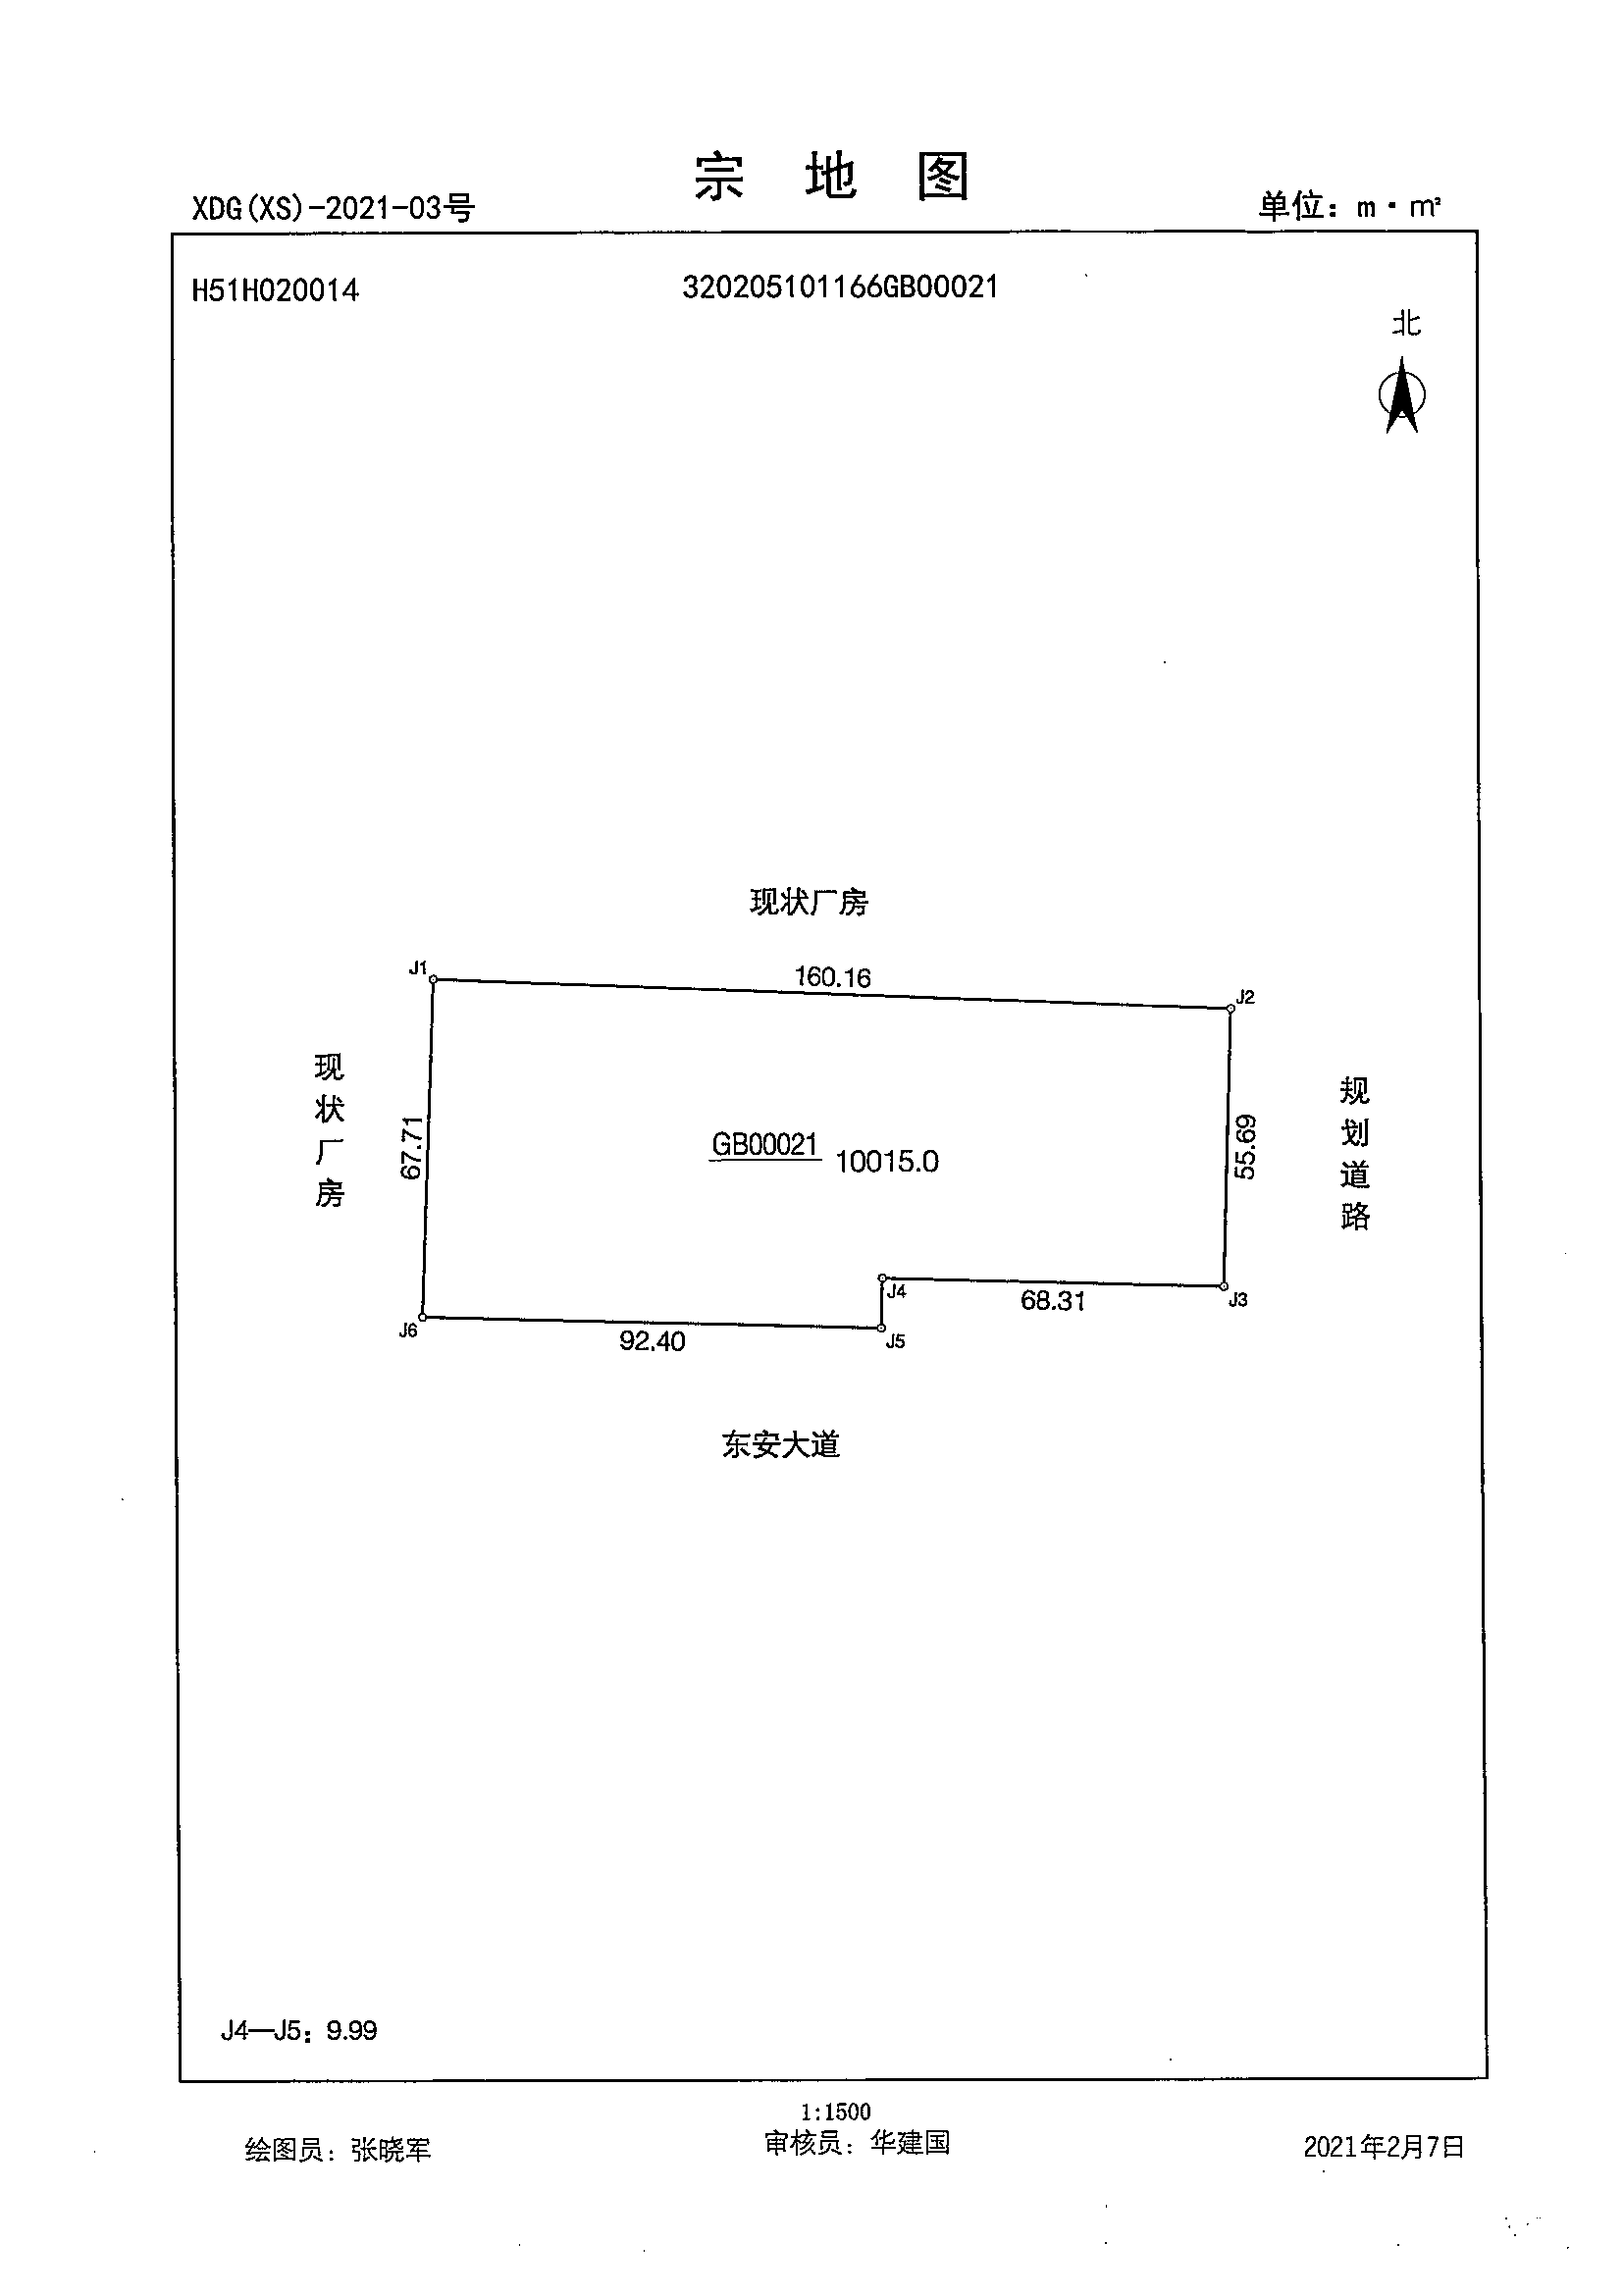 宗 地 图
XDG(XS)-2021-03号
单位：m·m²
H51H020014
320205101166GB00021
北
现状厂房
J1
160.16
J2
现状厂房
67.71
GB00021
10015.0
55.69
规划道路
J4
68.31
J3
J6
92.40
J5
东安大道
J4—J5：9.99
1:1500
绘图员：张晓军
审核员：华建国
2021年2月7日